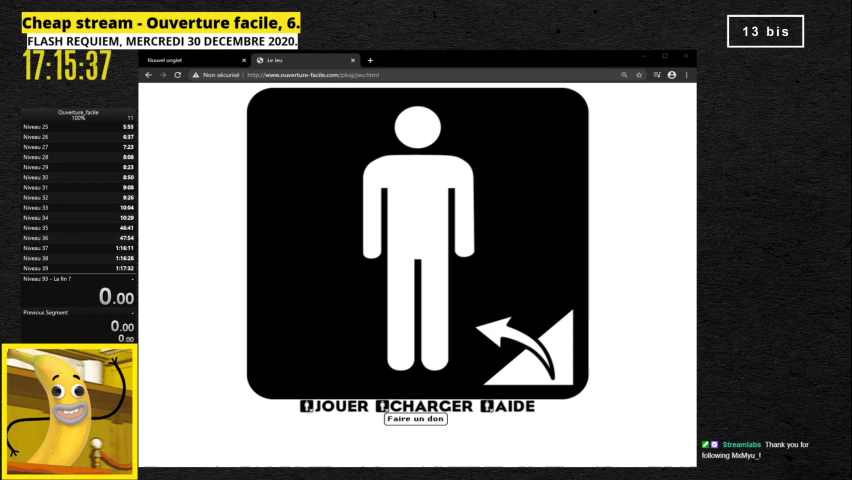 Cheap stream - Ouverture facile, 6.
FLASH REQUIEM, MERCREDI 30 DECEMBRE 2020.
17:15:37
13 bis
Nouvel onglet
Le Jeu
Non sécurisé
http://www.ouverture-facile.com/plug/jeu.html
Ouverture_facile
100% 11
Niveau 25 5:55
Niveau 26 6:37
Niveau 27 7:23
Niveau 28 8:08
Niveau 29 8:23
Niveau 30 8:50
Niveau 31 9:08
Niveau 32 9:26
Niveau 33 10:04
Niveau 34 10:29
Niveau 35 46:41
Niveau 36 47:54
Niveau 37 1:16:11
Niveau 38 1:16:28
Niveau 39 1:17:32
Niveau 93 - La fin ? -
0.00
Previous Segment -
0.00
0.00
JOUER CHARGER AIDE
Faire un don
Streamlabs Thank you for
following MxMyu_!